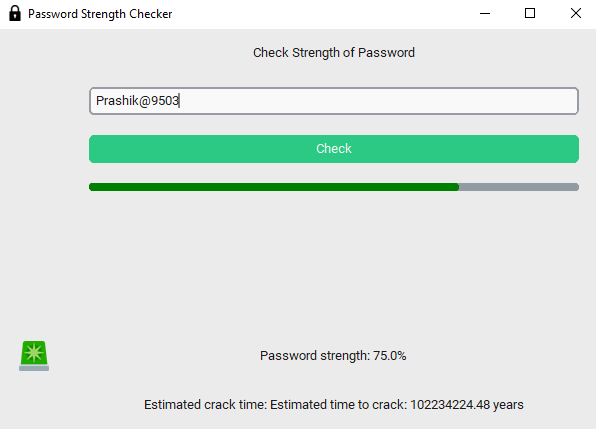 Password Strength Checker
Check Strength of Password
Prashik@9503
Check
Password strength: 75.0%
Estimated crack time: Estimated time to crack: 102234224.48 years